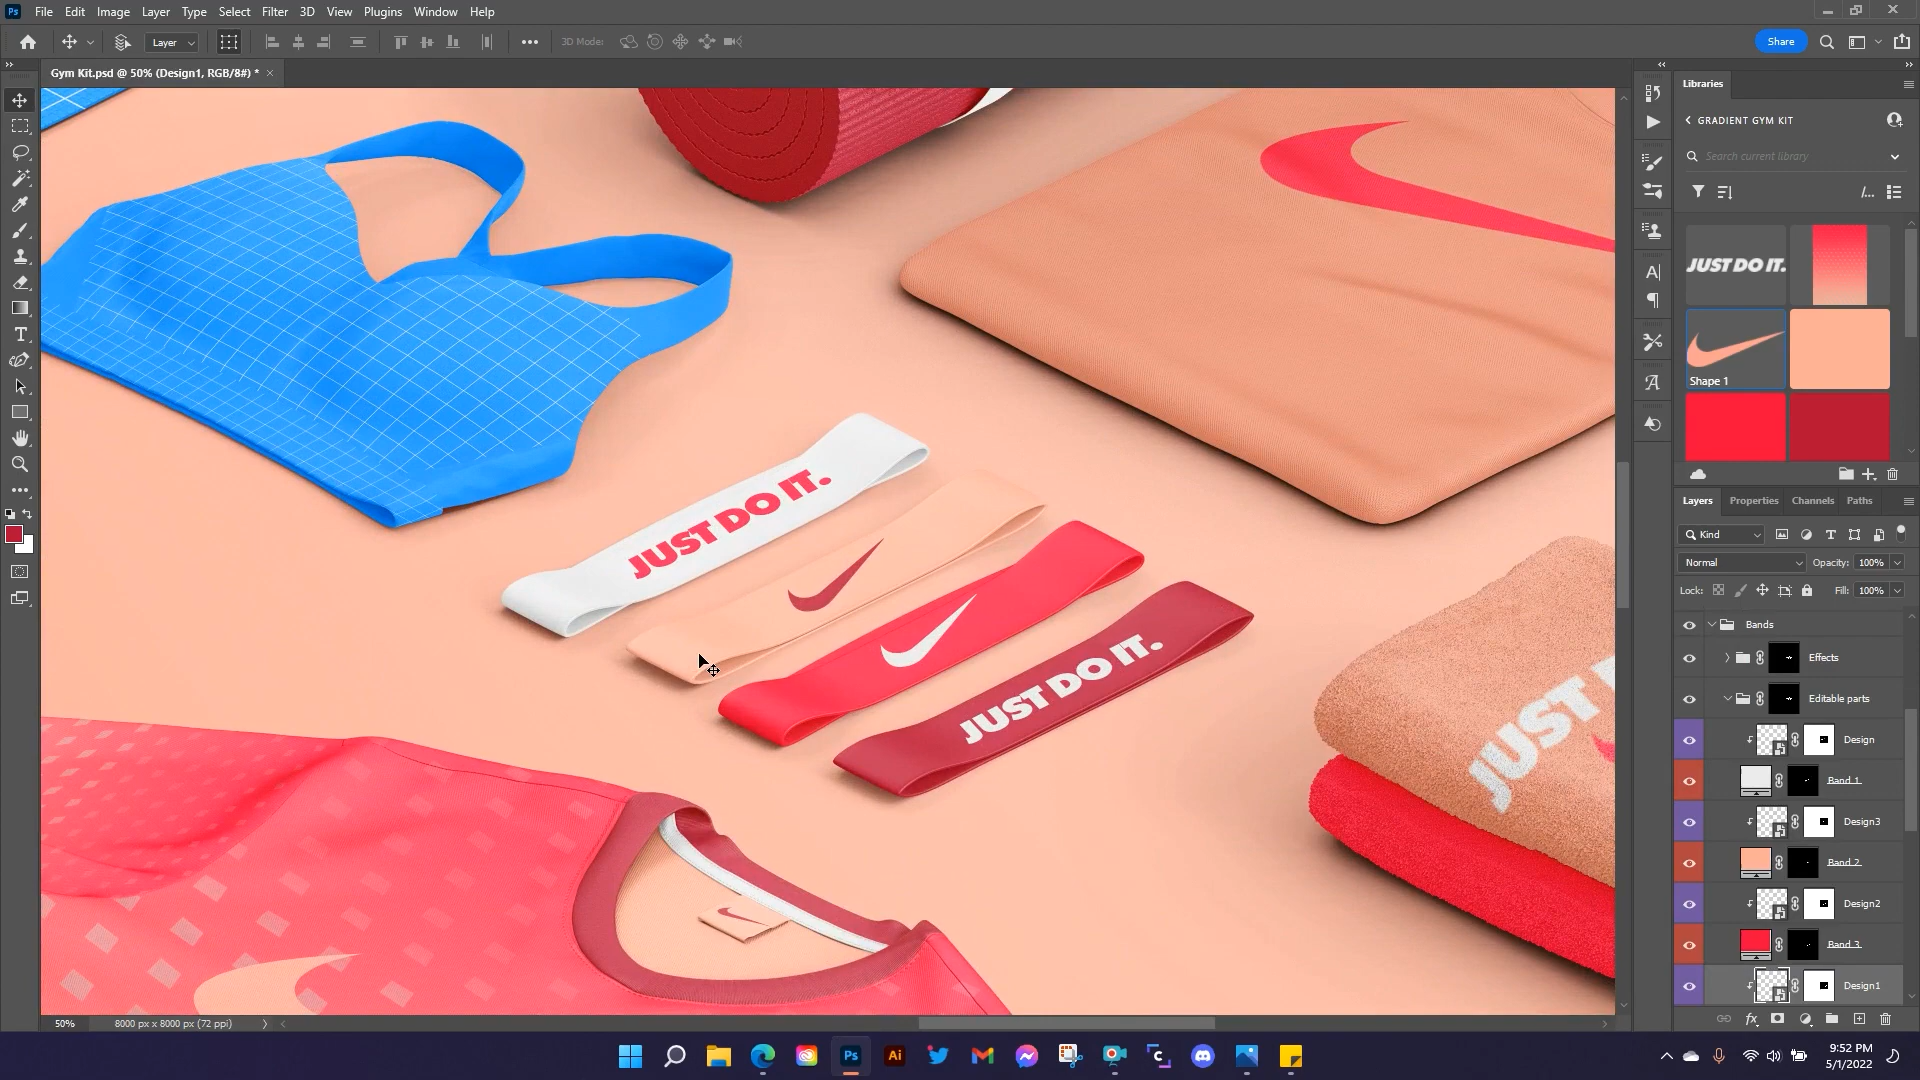 Ps File Edit Image Layer Type Select Filter 3D View Plugins Window Help
Layer 3D Mode: Share
Gym Kit.psd @ 50% (Design1, RGB/8#) * ×
Libraries
GRADIENT GYM KIT
Search current library
JUST DO IT.
Shape 1
JUST DO IT.
JUST DO IT.
JUST
Layers Properties Channels Paths
Kind
Normal Opacity: 100%
Lock: Fill: 100%
Bands
Effects
Editable parts
Design
Band 1
Design3
Band 2
Design2
Band 3
Design1
50% 8000 px x 8000 px (72 ppi)
Ps Ai
9:52 PM
5/1/2022